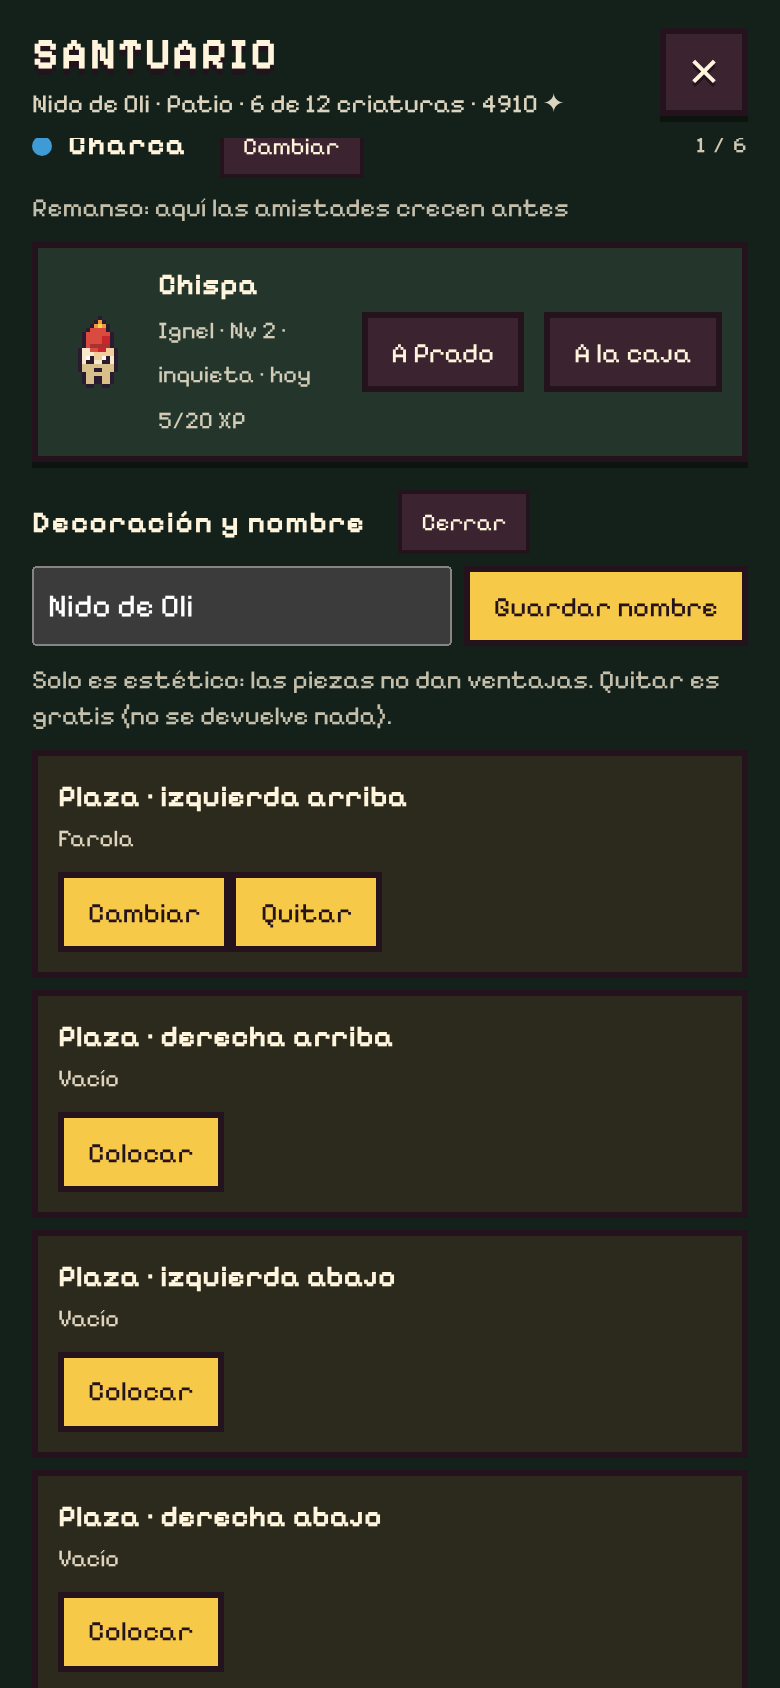 SANTUARIO
Nido de Oli · Patio · 6 de 12 criaturas · 4910 ✦
×
Charca
Cambiar
1 / 6
Remanso: aquí las amistades crecen antes
Chispa
Ignel · Nv 2 ·
inquieta · hoy
5/20 XP
A Prado
A la caja
Decoración y nombre
Cerrar
Nido de Oli
Guardar nombre
Solo es estético: las piezas no dan ventajas. Quitar es
gratis (no se devuelve nada).
Plaza · izquierda arriba
Farola
Cambiar
Quitar
Plaza · derecha arriba
Vacío
Colocar
Plaza · izquierda abajo
Vacío
Colocar
Plaza · derecha abajo
Vacío
Colocar